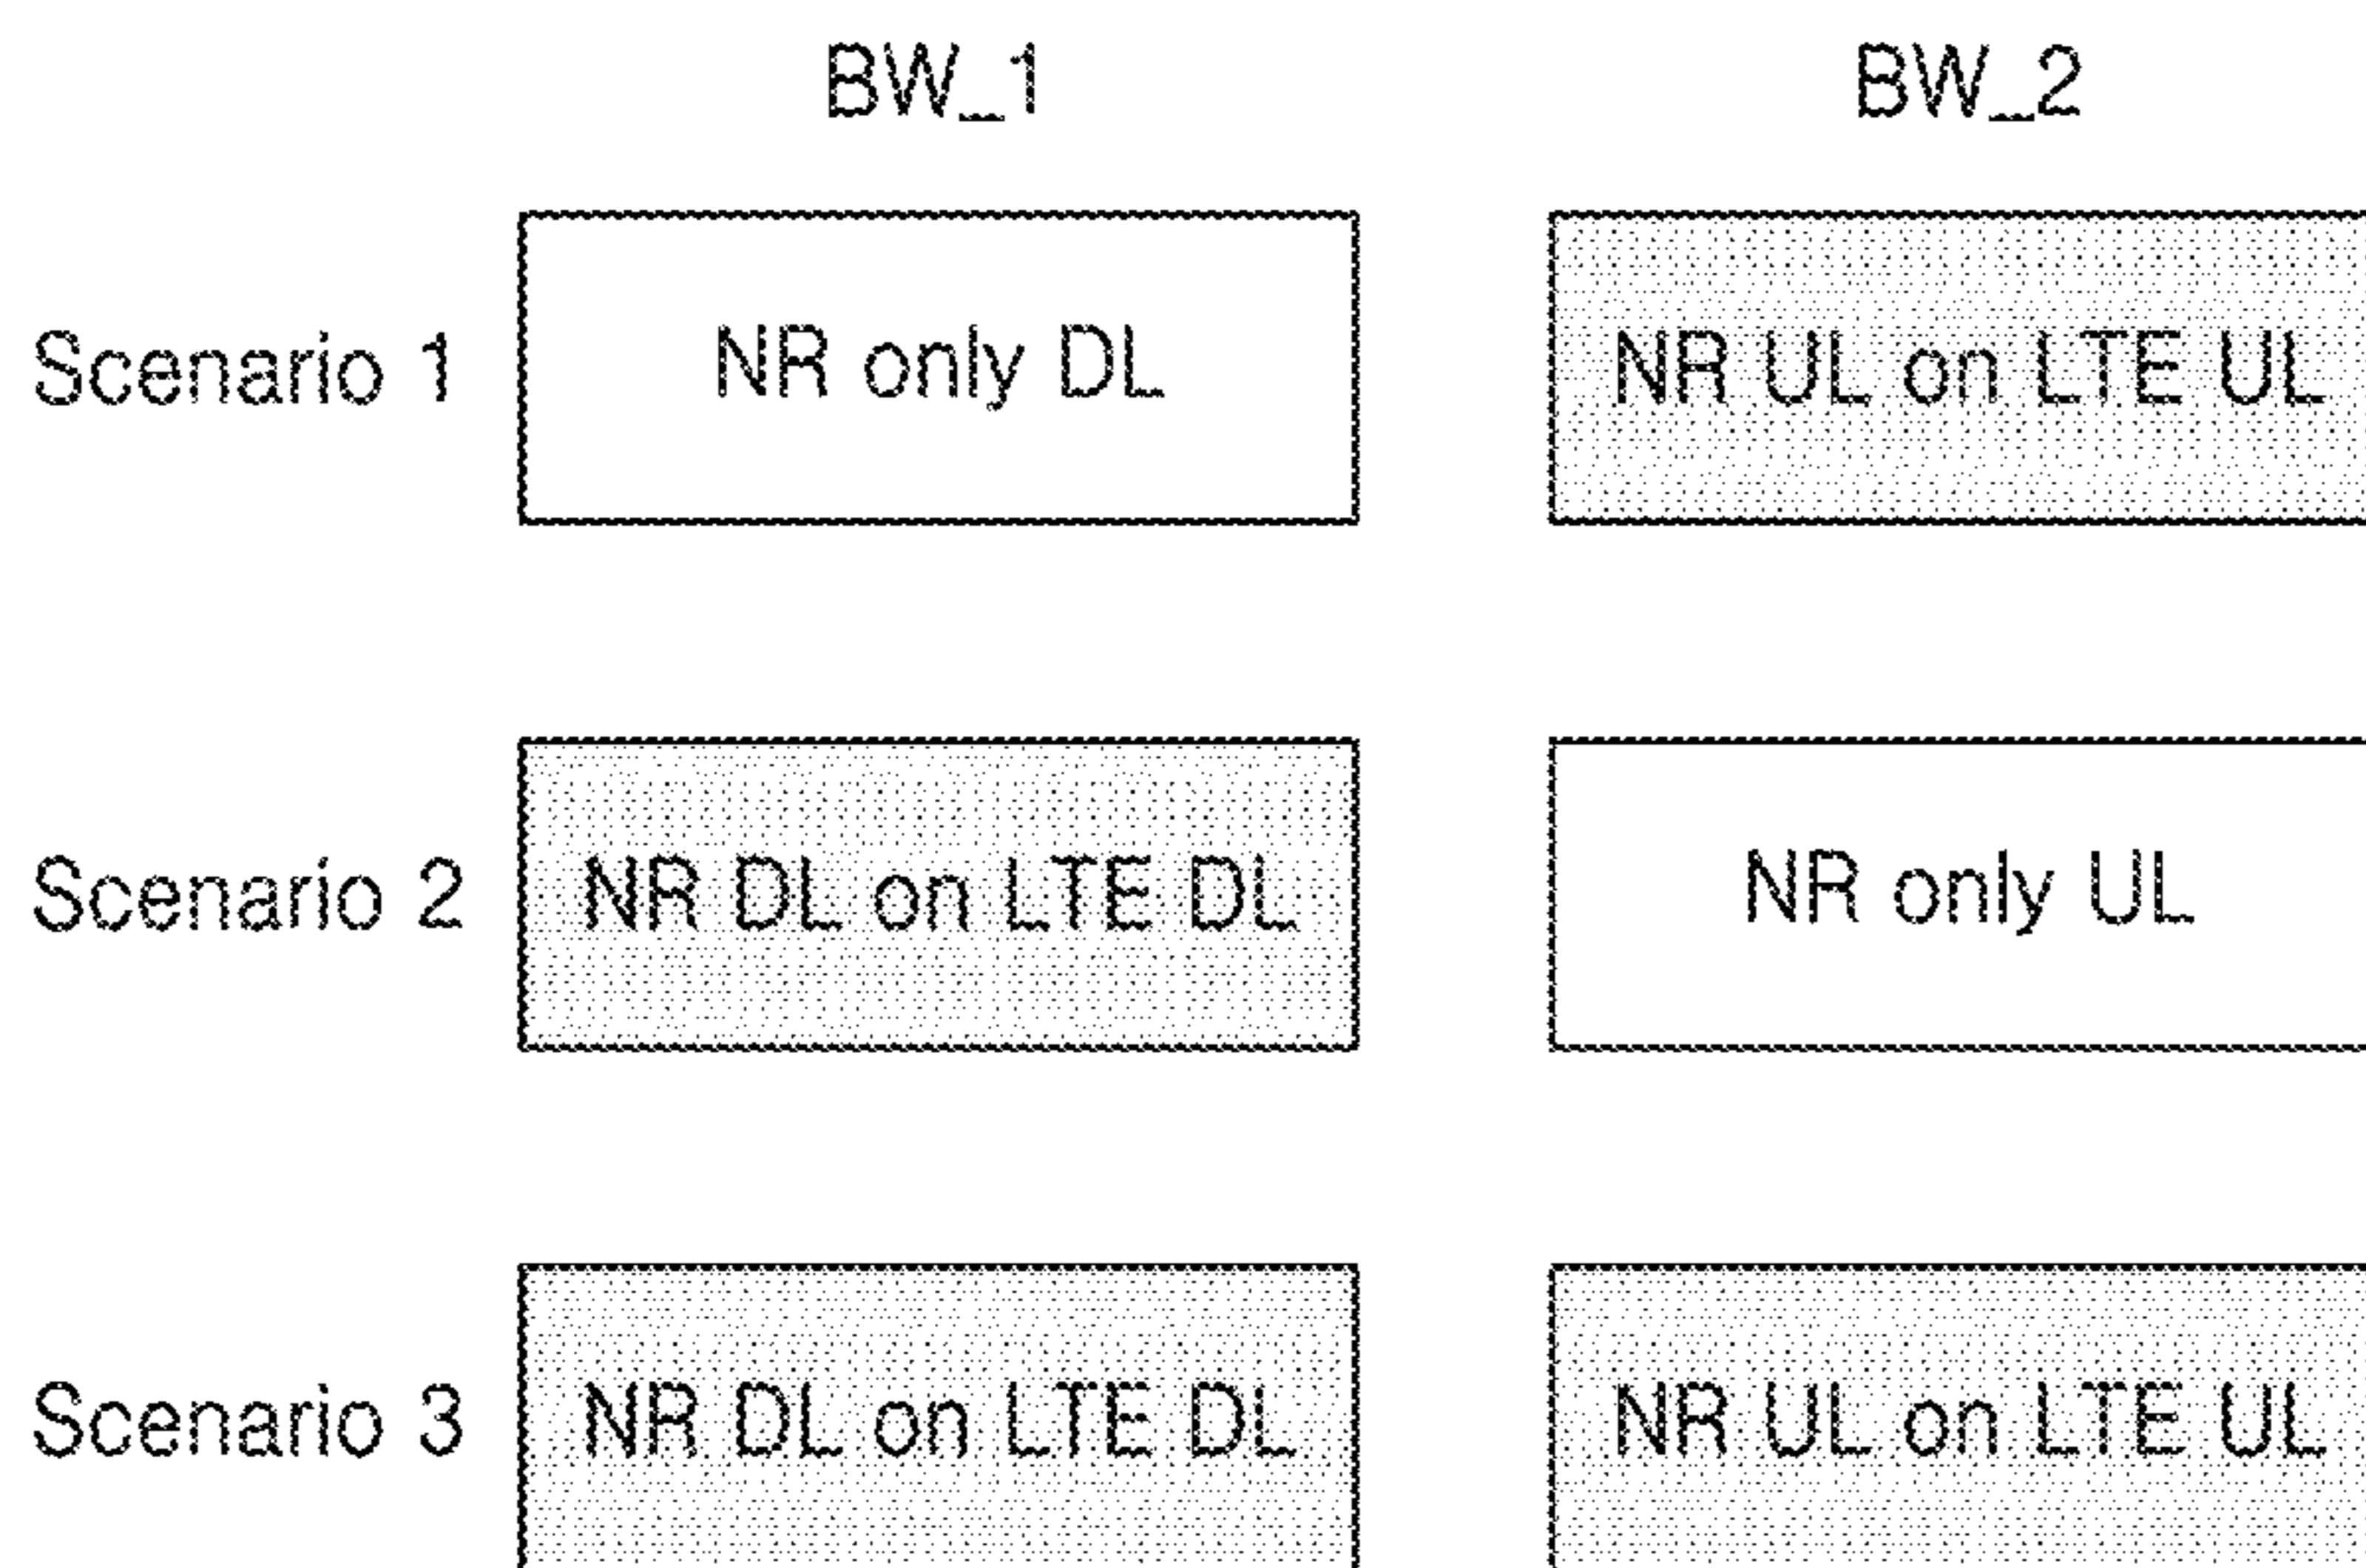 BW_1 BW_2
Scenario 1 NR only DL NR UL on LTE UL
Scenario 2 NR DL on LTE DL NR only UL
Scenario 3 NR DL on LTE DL NR UL on LTE UL